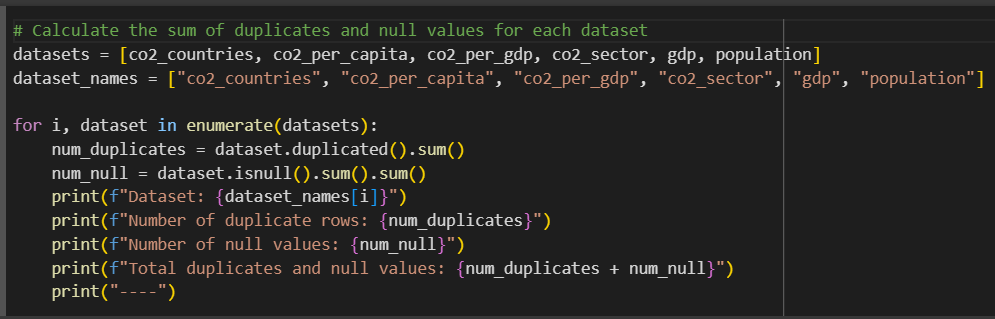 # Calculate the sum of duplicates and null values for each dataset
datasets = [co2_countries, co2_per_capita, co2_per_gdp, co2_sector, gdp, population]
dataset_names = ["co2_countries", "co2_per_capita", "co2_per_gdp", "co2_sector", "gdp", "population"]

for i, dataset in enumerate(datasets):
    num_duplicates = dataset.duplicated().sum()
    num_null = dataset.isnull().sum().sum()
    print(f"Dataset: {dataset_names[i]}")
    print(f"Number of duplicate rows: {num_duplicates}")
    print(f"Number of null values: {num_null}")
    print(f"Total duplicates and null values: {num_duplicates + num_null}")
    print("----")